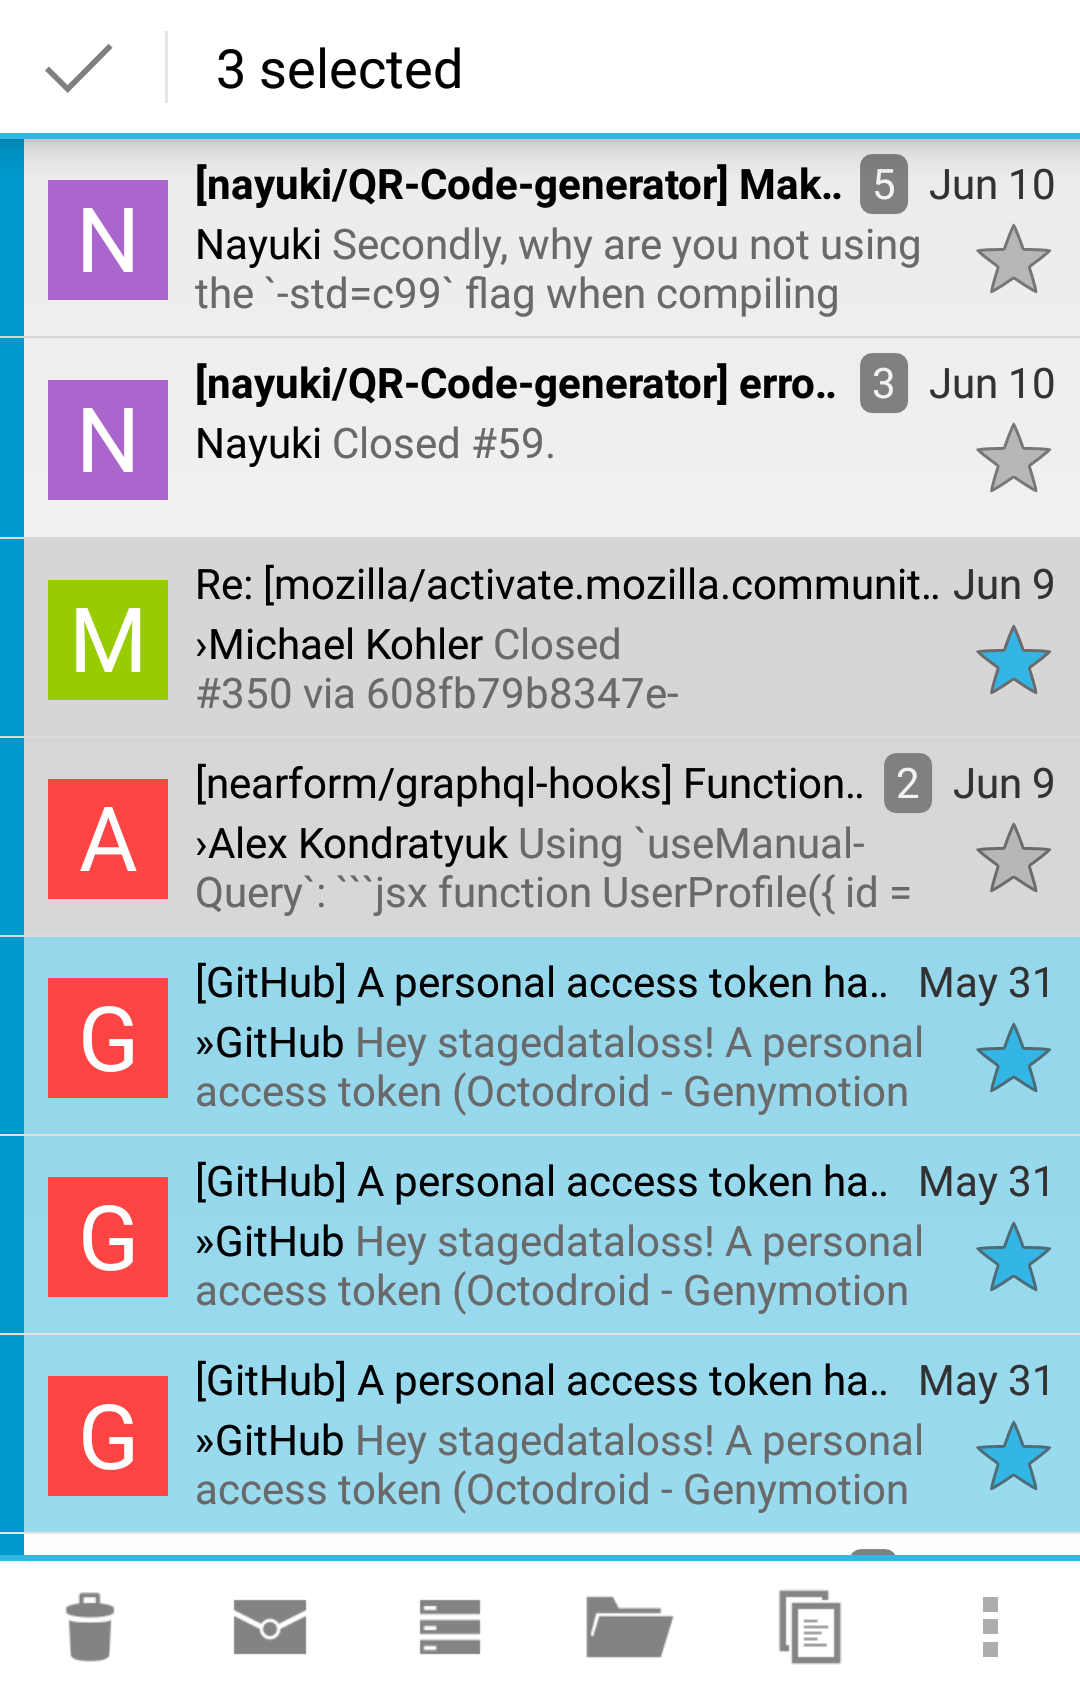 3 selected
[nayuki/QR-Code-generator] Mak.. 5 Jun 10
N
Nayuki Secondly, why are you not using
the `-std=c99` flag when compiling
[nayuki/QR-Code-generator] erro.. 3 Jun 10
N
Nayuki Closed #59.
Re: [mozilla/activate.mozilla.communit.. Jun 9
M
›Michael Kohler Closed
#350 via 608fb79b8347e-
[nearform/graphql-hooks] Function.. 2 Jun 9
A
›Alex Kondratyuk Using `useManual-
Query`: ```jsx function UserProfile({ id =
[GitHub] A personal access token ha.. May 31
G
»GitHub Hey stagedataloss! A personal
access token (Octodroid - Genymotion
[GitHub] A personal access token ha.. May 31
G
»GitHub Hey stagedataloss! A personal
access token (Octodroid - Genymotion
[GitHub] A personal access token ha.. May 31
G
»GitHub Hey stagedataloss! A personal
access token (Octodroid - Genymotion